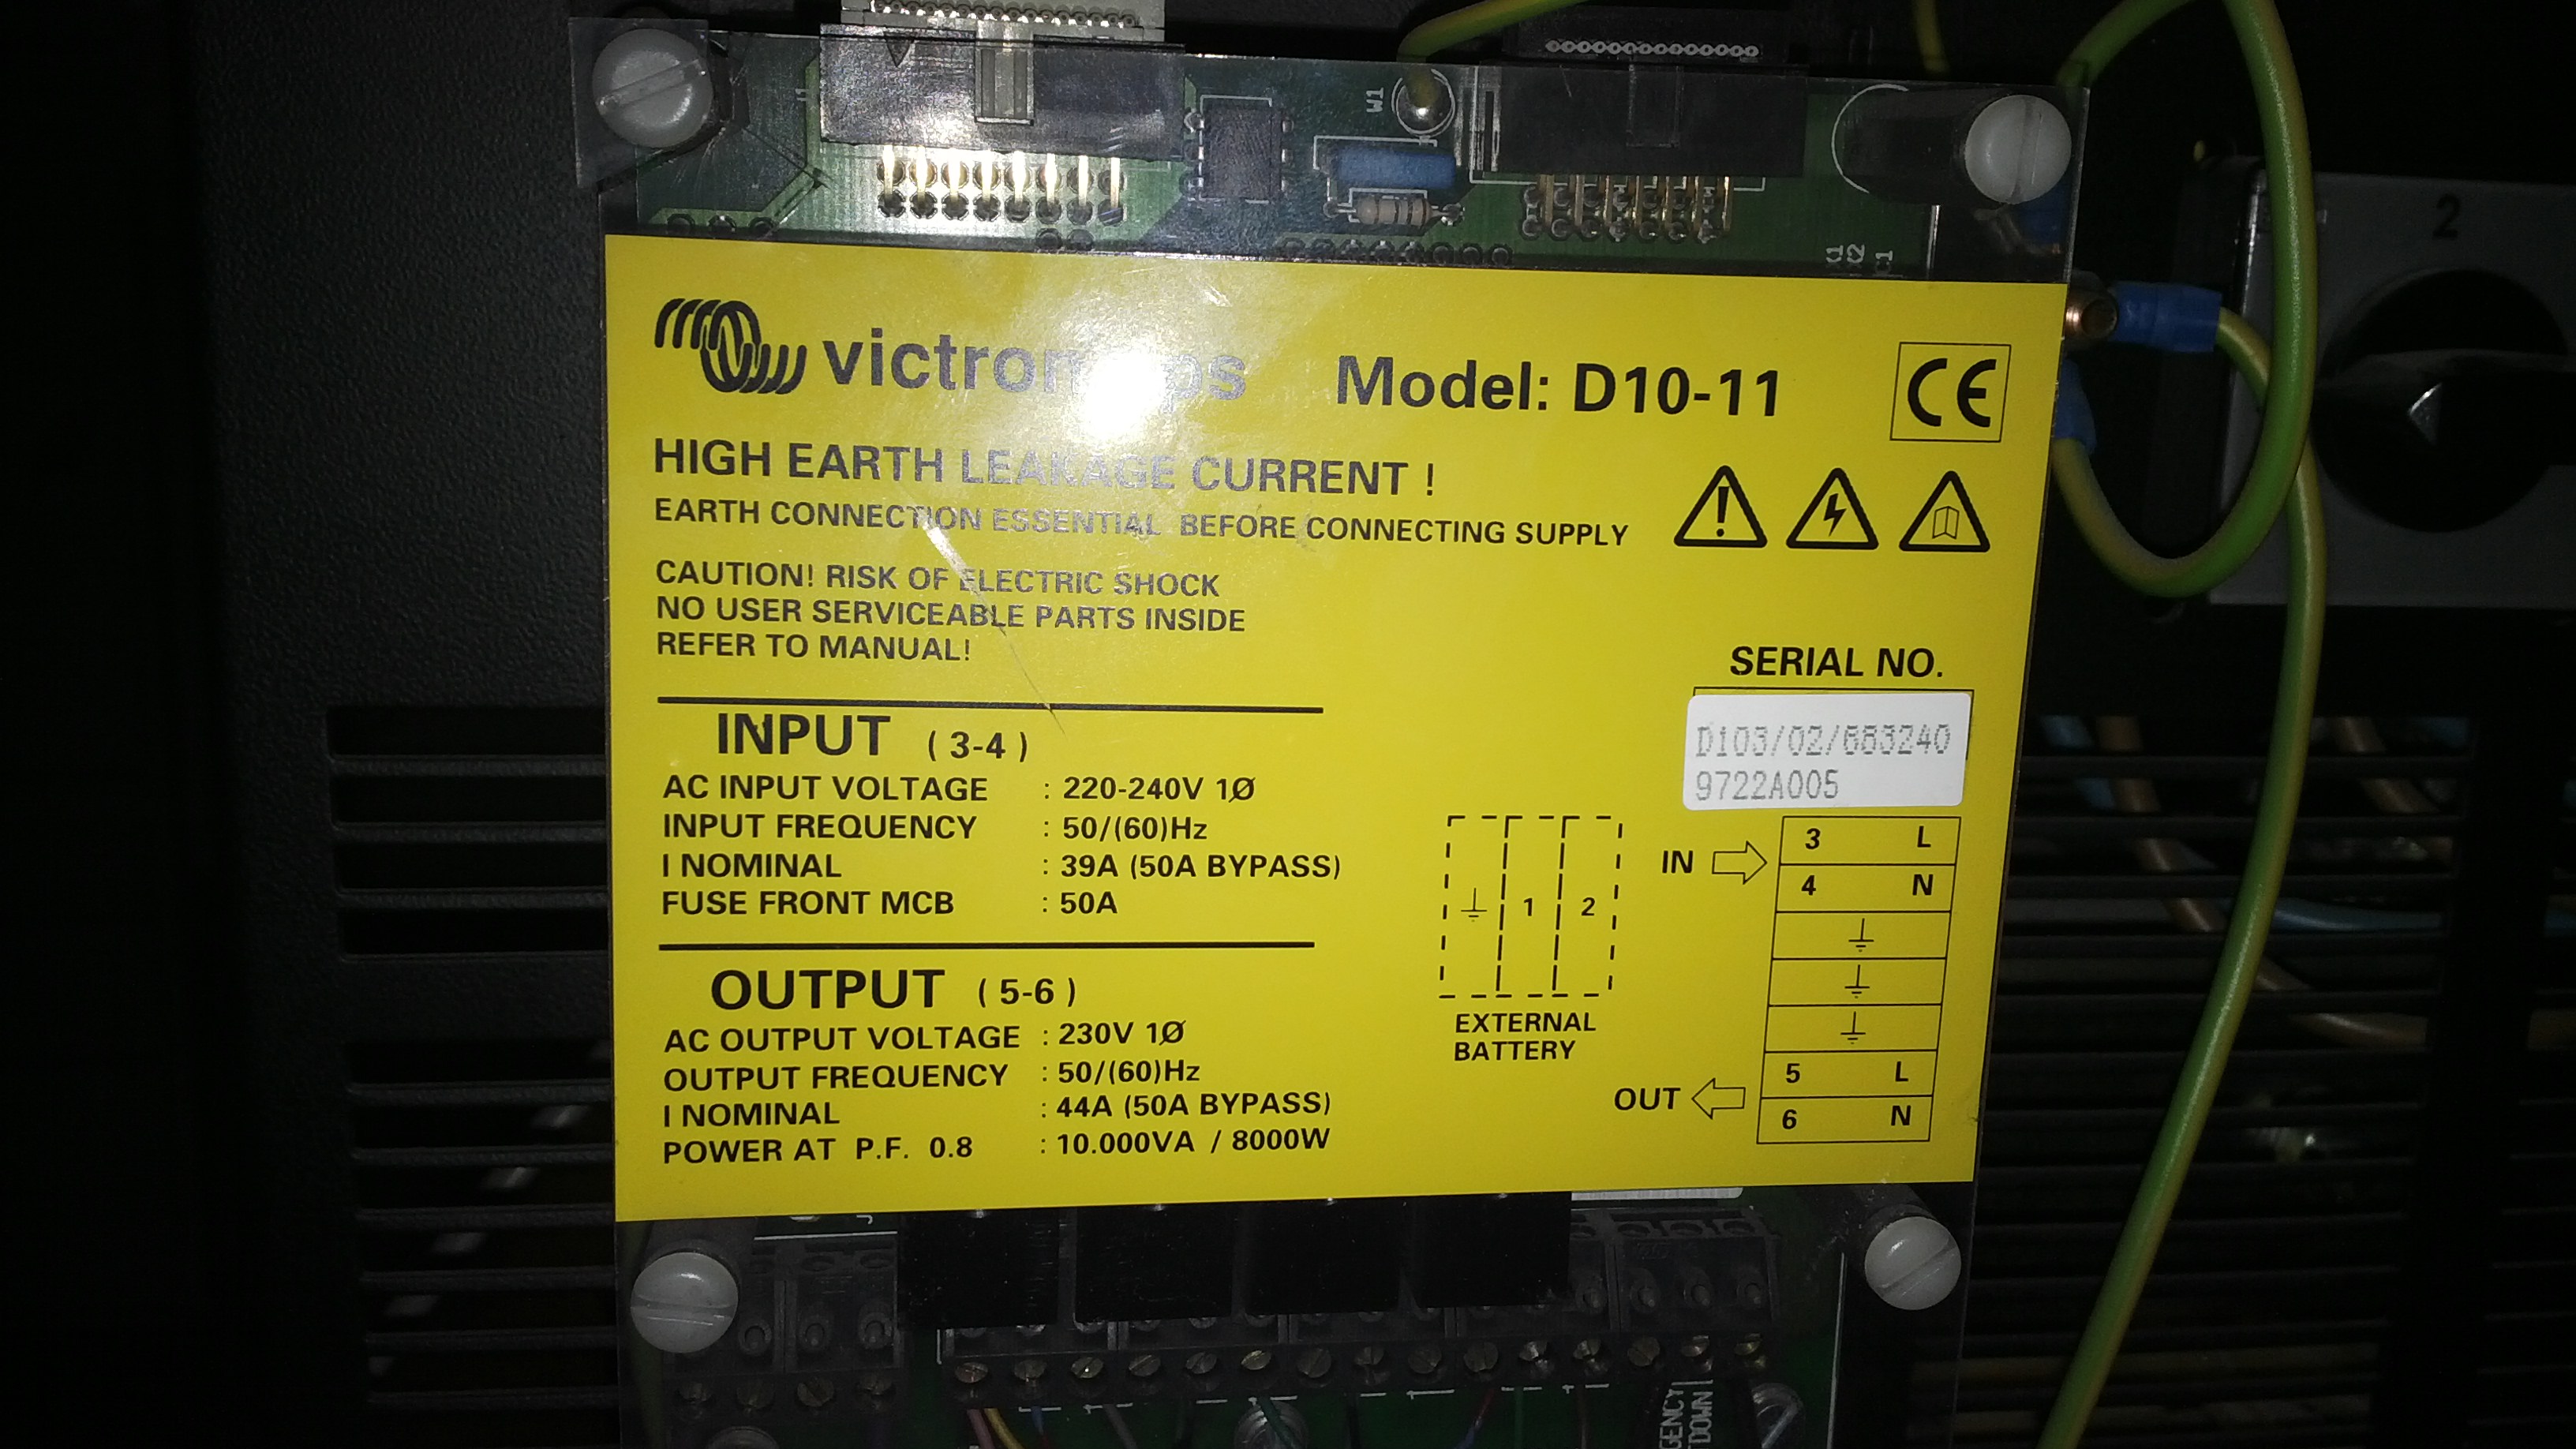 W1
2
victron ups
Model: D10-11
CE
HIGH EARTH LEAKAGE CURRENT !
EARTH CONNECTION ESSENTIAL BEFORE CONNECTING SUPPLY
CAUTION! RISK OF ELECTRIC SHOCK
NO USER SERVICEABLE PARTS INSIDE
REFER TO MANUAL!
SERIAL NO.
D103/02/683240
9722A005
INPUT (3-4)
AC INPUT VOLTAGE : 220-240V 1Ø
INPUT FREQUENCY : 50/(60)Hz
I NOMINAL : 39A (50A BYPASS)
FUSE FRONT MCB : 50A
OUTPUT (5-6)
AC OUTPUT VOLTAGE : 230V 1Ø
OUTPUT FREQUENCY : 50/(60)Hz
I NOMINAL : 44A (50A BYPASS)
POWER AT P.F. 0.8 : 10.000VA / 8000W
1 2
EXTERNAL
BATTERY
IN
3 L
4 N
OUT
5 L
6 N